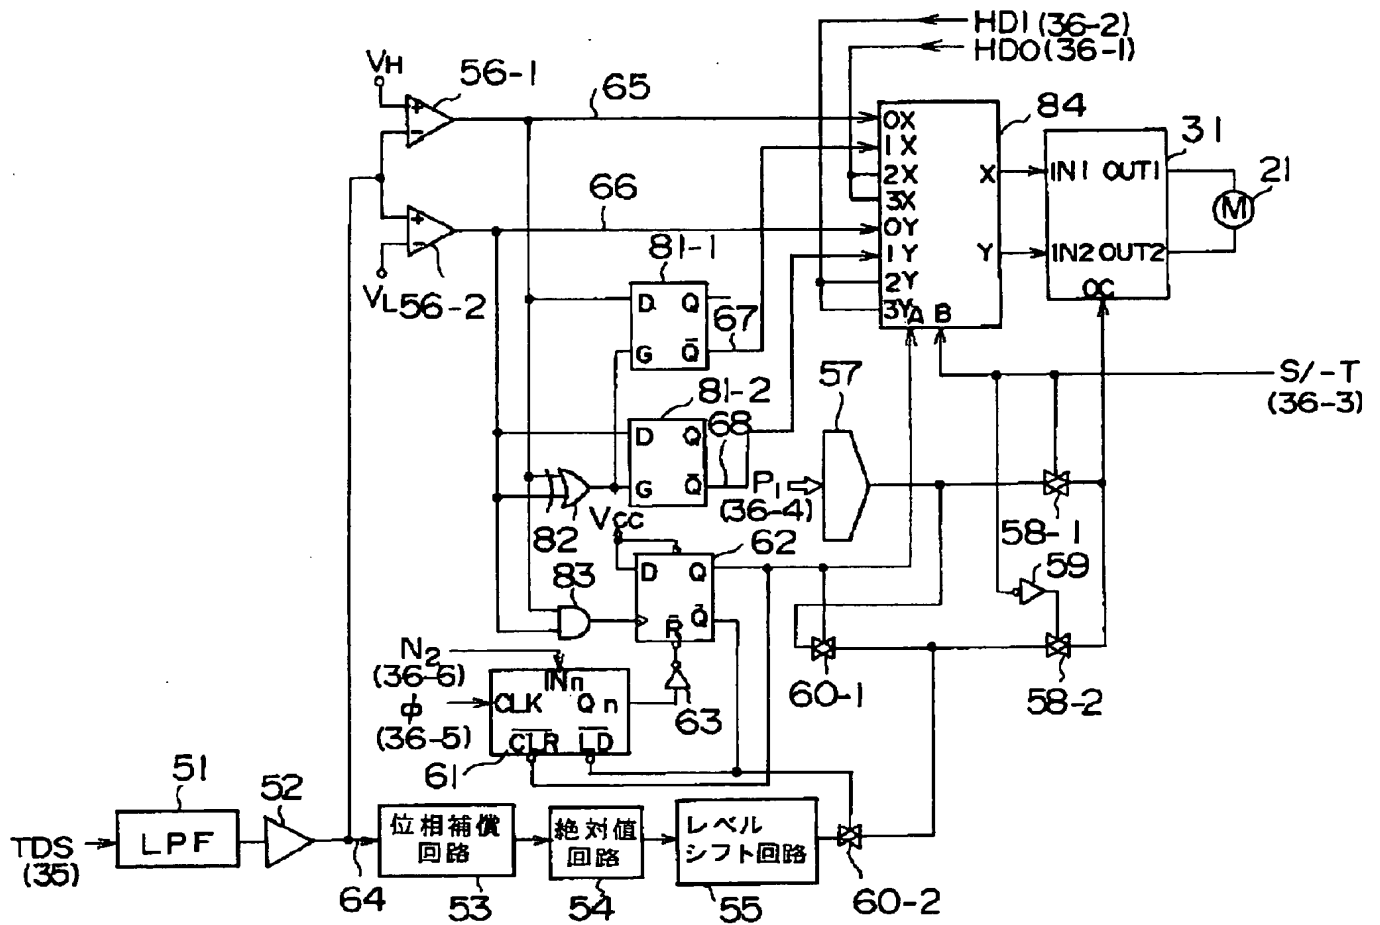 HD1 (36-2)
HD0 (36-1)
VH
56-1
65
84
31
0X
1X
2X
3X
0Y
1Y
2Y
3Y
A B
X
Y
IN1 OUT1
IN2 OUT2
OC
M
21
66
VL
56-2
81-1
D Q
G Q̅
67
57
S/-T
(36-3)
81-2
D Q
G Q̅
68
P1
(36-4)
82
Vcc
62
58-1
59
D Q
R̅ Q̅
83
N2
(36-6)
φ
(36-5)
INn
CLK Qn
C̅L̅R̅ L̅D̅
61
63
60-1
58-2
51
52
TDS
(35)
LPF
64
位相補償
回路
53
絶対値
回路
54
レベル
シフト回路
55
60-2